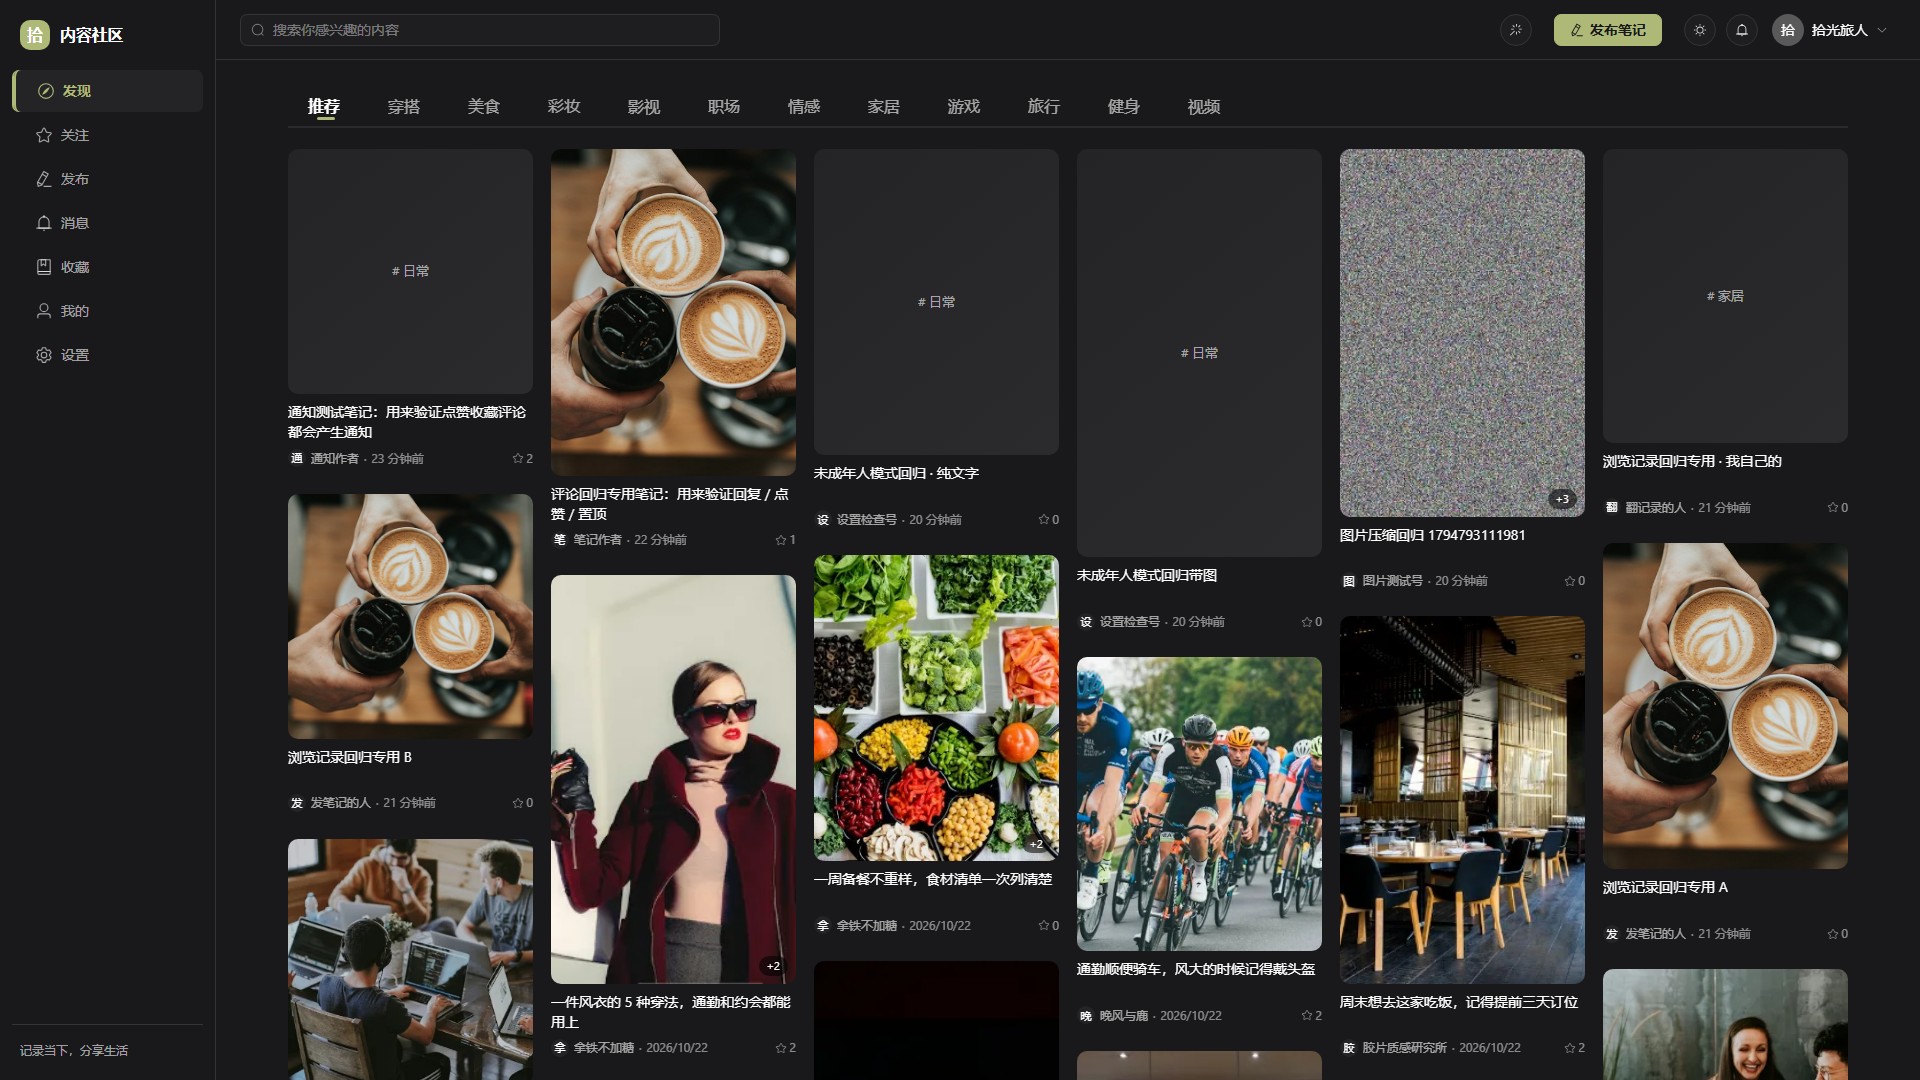 拾 内容社区
搜索你感兴趣的内容
发布笔记
拾 拾光旅人
发现
关注
发布
消息
收藏
我的
设置
记录当下，分享生活
推荐 穿搭 美食 彩妆 影视 职场 情感 家居 游戏 旅行 健身 视频
# 日常
通知测试笔记：用来验证点赞收藏评论
都会产生通知
通 通知作者 · 23 分钟前 2
浏览记录回归专用 B
发 发笔记的人 · 21 分钟前 0
评论回归专用笔记：用来验证回复 / 点
赞 / 置顶
笔 笔记作者 · 22 分钟前 1
+2
一件风衣的 5 种穿法，通勤和约会都能
用上
拿 拿铁不加糖 · 2026/10/22 2
# 日常
未成年人模式回归 · 纯文字
设 设置检查号 · 20 分钟前 0
+2
一周备餐不重样，食材清单一次列清楚
拿 拿铁不加糖 · 2026/10/22 0
# 日常
未成年人模式回归带图
设 设置检查号 · 20 分钟前 0
通勤顺便骑车，风大的时候记得戴头盔
晚 晚风与鹿 · 2026/10/22 2
+3
图片压缩回归 1794793111981
图 图片测试号 · 20 分钟前 0
周末想去这家吃饭，记得提前三天订位
胶 胶片质感研究所 · 2026/10/22 2
# 家居
浏览记录回归专用 · 我自己的
翻 翻记录的人 · 21 分钟前 0
浏览记录回归专用 A
发 发笔记的人 · 21 分钟前 0